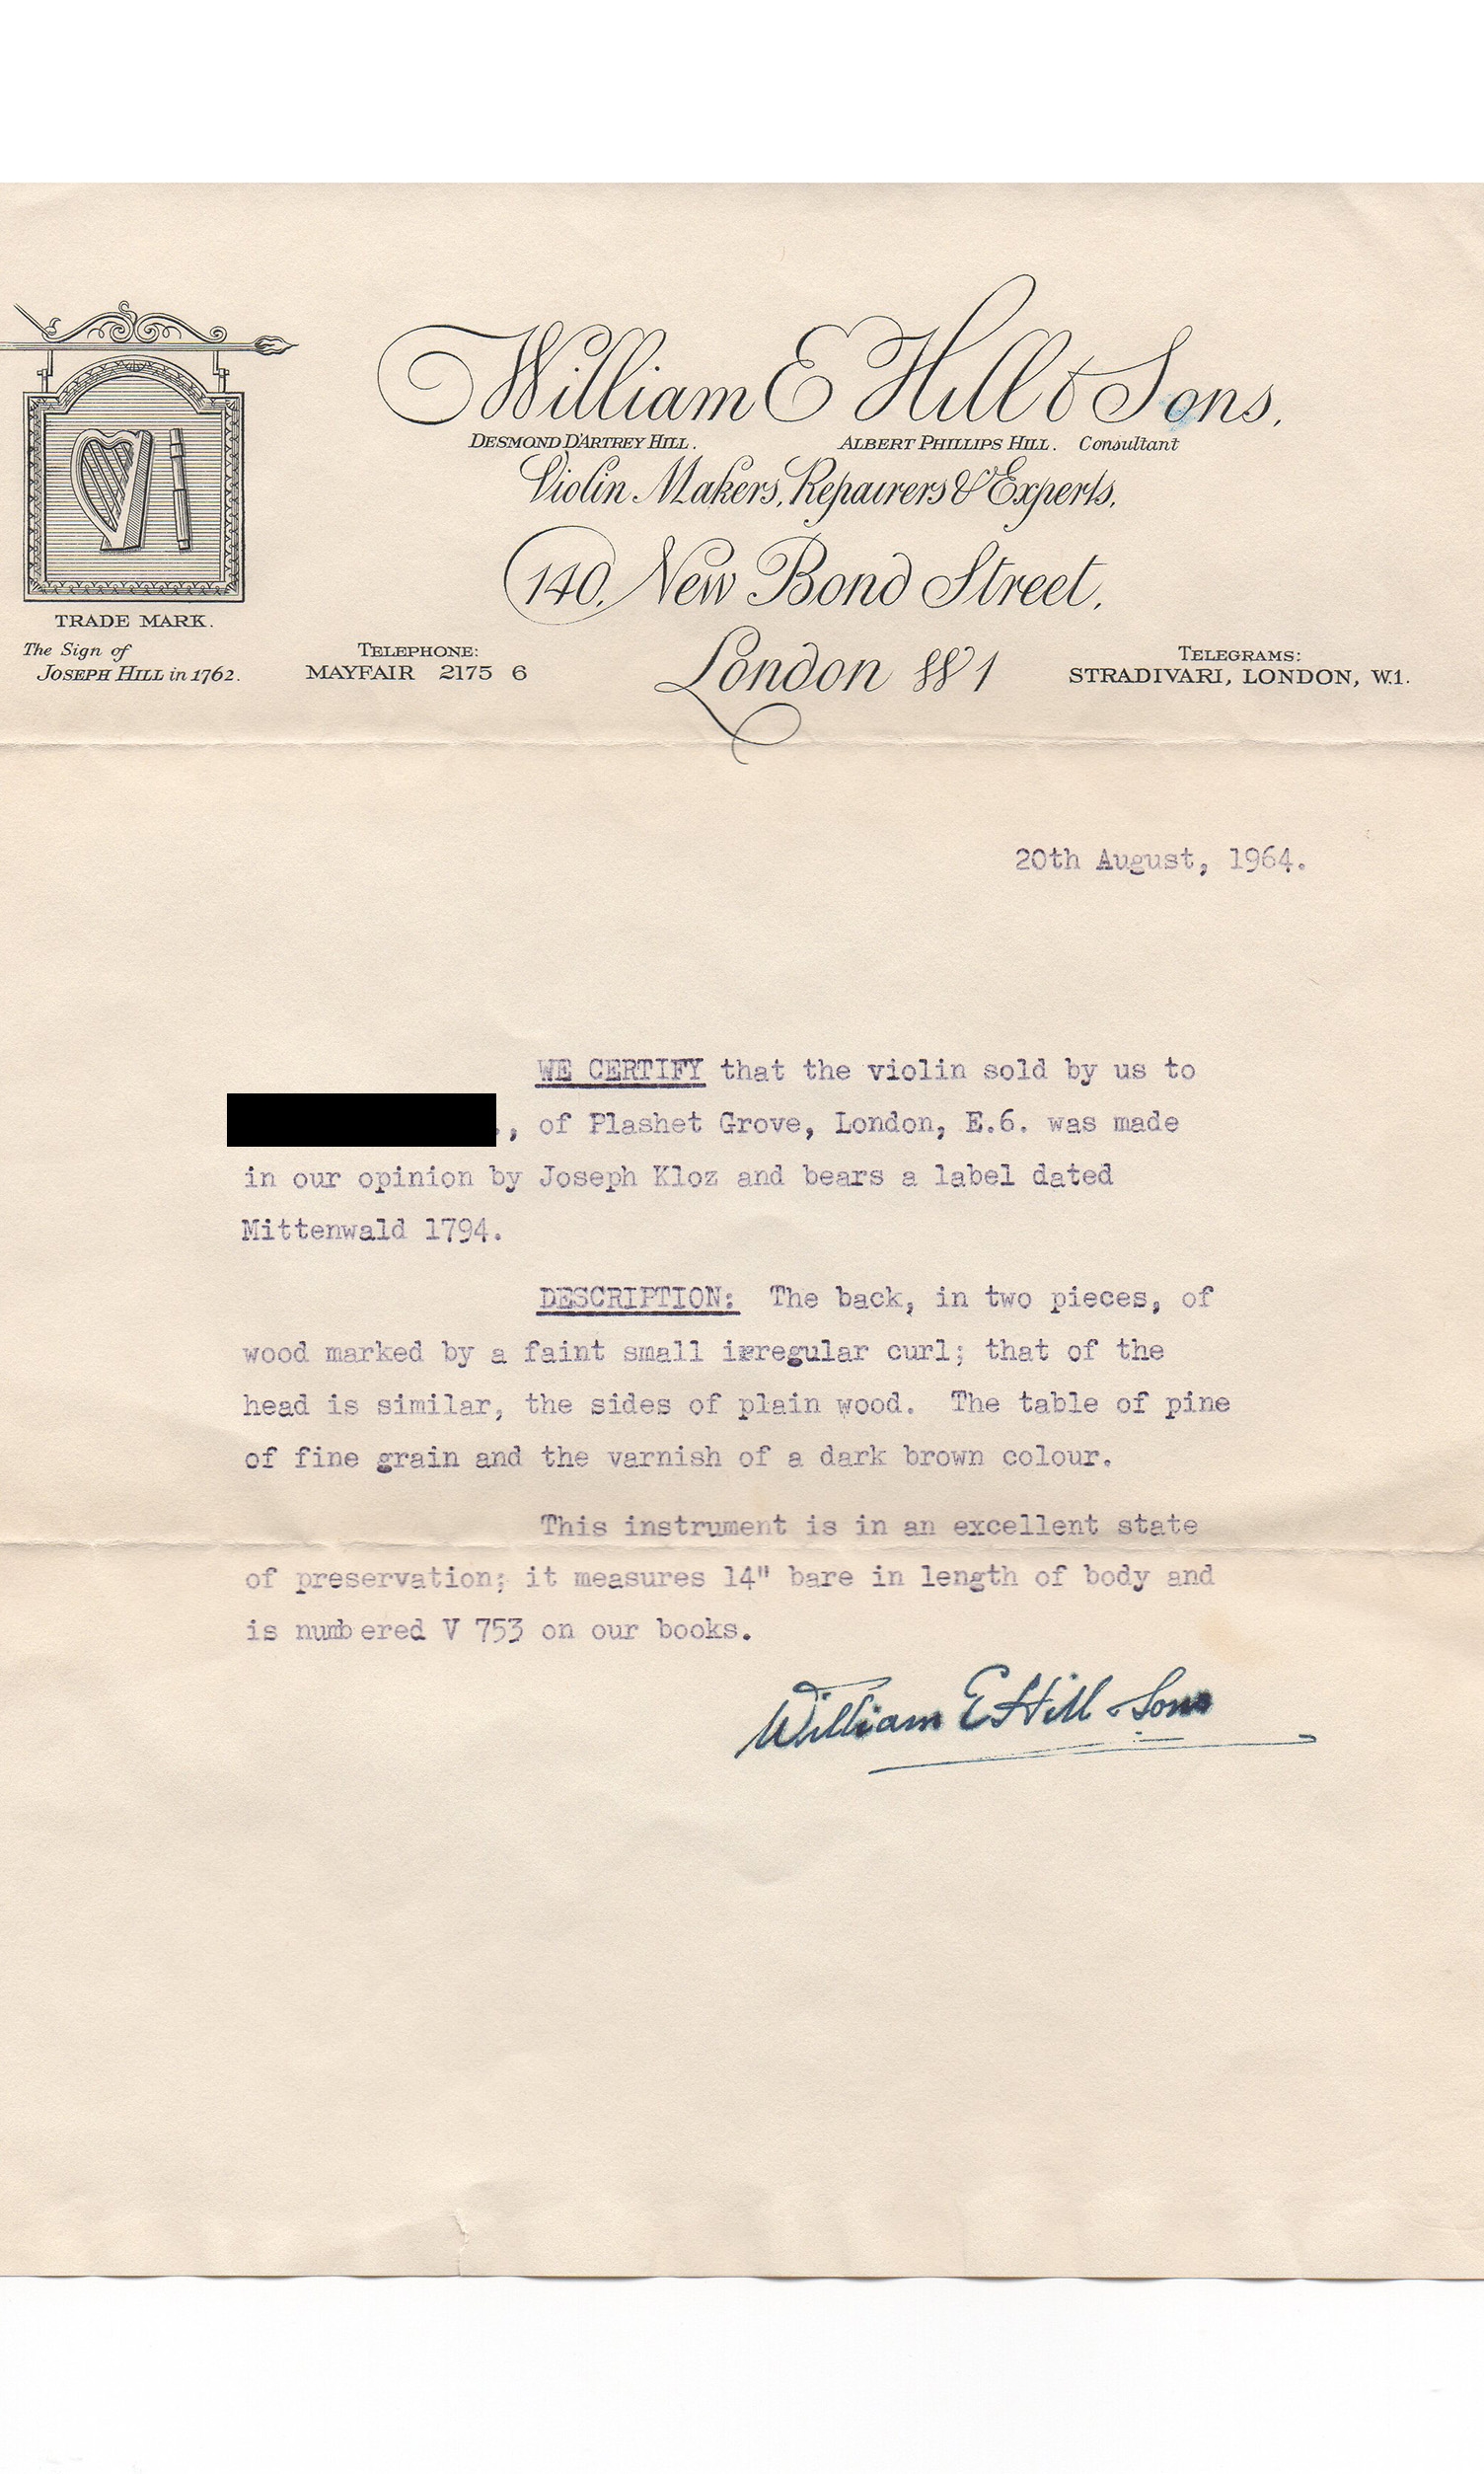 William E Hill & Sons.
DESMOND D'ARTREY HILL. ALBERT PHILLIPS HILL. Consultant
Violin Makers, Repairers & Experts,
140, New Bond Street,
London W1
TRADE MARK.
The Sign of
JOSEPH HILL in 1762.
TELEPHONE:
MAYFAIR 2175 6
TELEGRAMS:
STRADIVARI, LONDON, W.1.
20th August, 1964.
WE CERTIFY that the violin sold by us to
., of Plashet Grove, London, E.6. was made
in our opinion by Joseph Kloz and bears a label dated
Mittenwald 1794.
DESCRIPTION: The back, in two pieces, of
wood marked by a faint small irregular curl; that of the
head is similar, the sides of plain wood. The table of pine
of fine grain and the varnish of a dark brown colour.
This instrument is in an excellent state
of preservation; it measures 14" bare in length of body and
is numbered V 753 on our books.
William E Hill & Sons